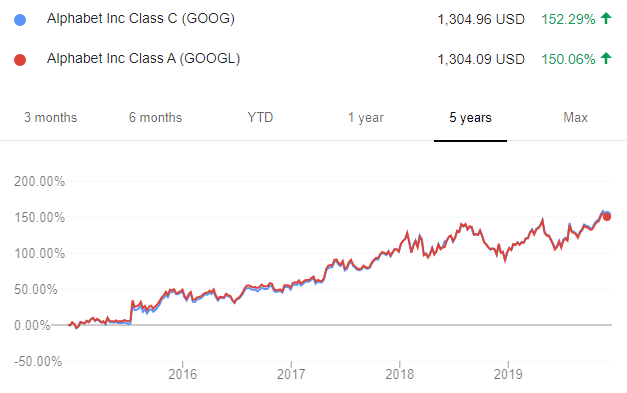 Alphabet Inc Class C (GOOG) 1,304.96 USD 152.29% ↑
Alphabet Inc Class A (GOOGL) 1,304.09 USD 150.06% ↑
3 months 6 months YTD 1 year 5 years Max
200.00%
150.00%
100.00%
50.00%
0.00%
-50.00%
2016 2017 2018 2019